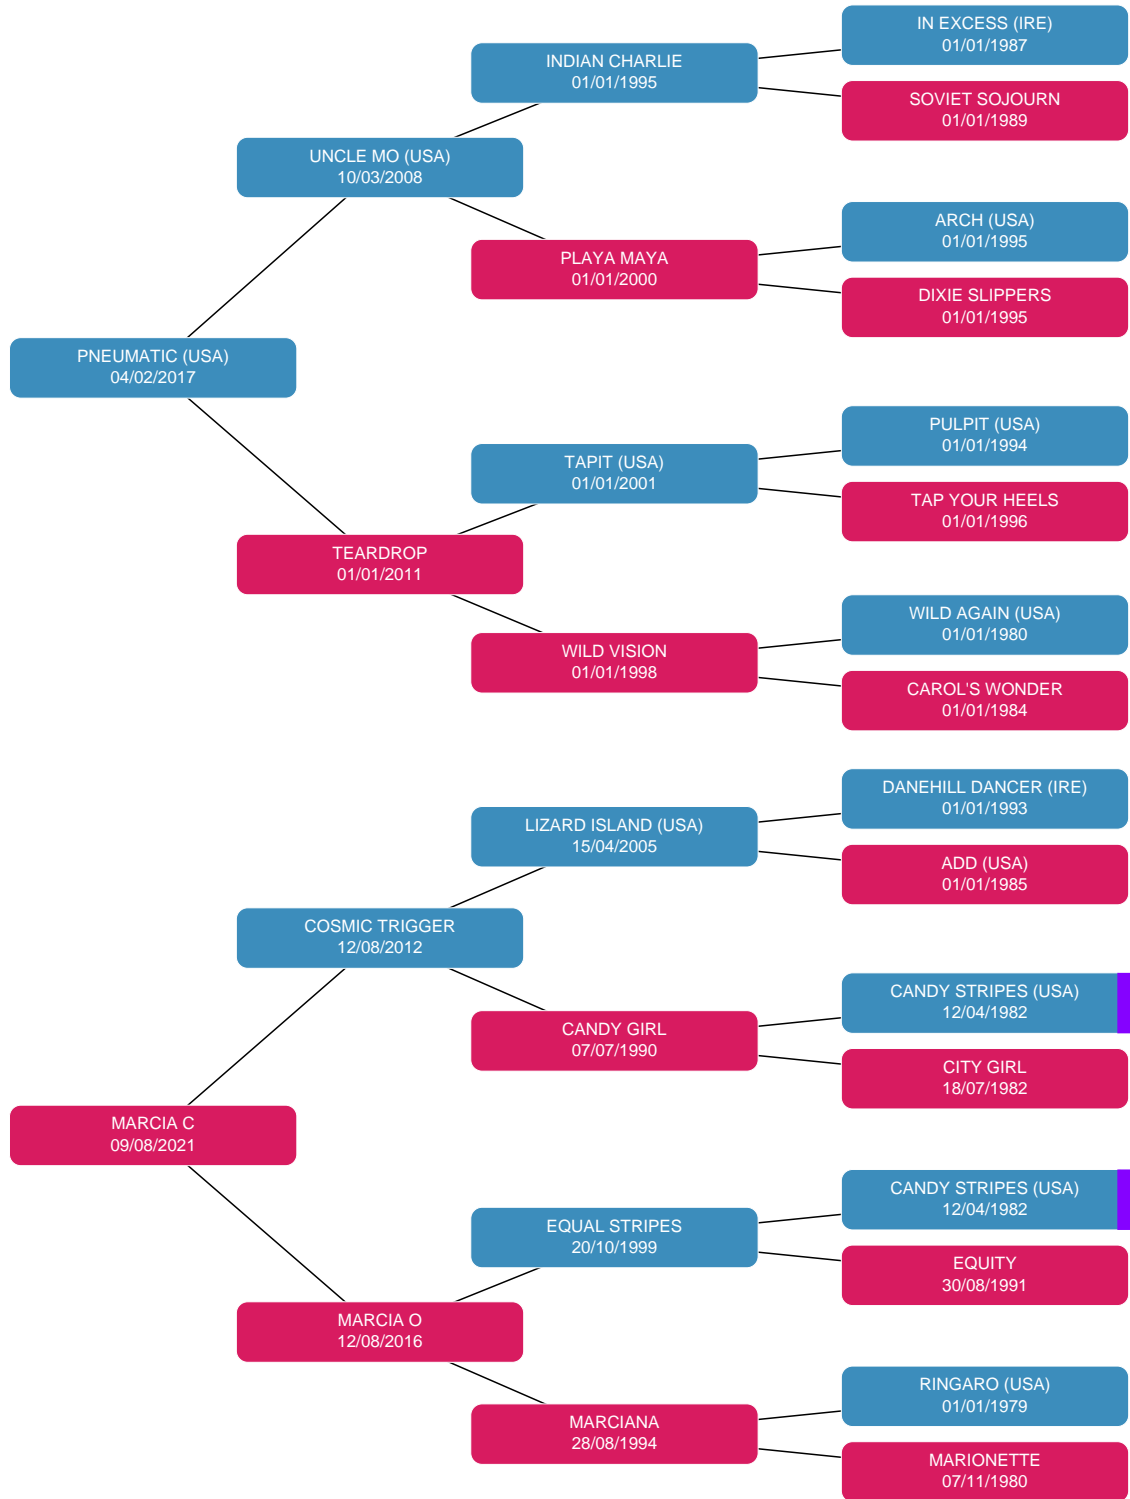 IN EXCESS (IRE)
01/01/1987
INDIAN CHARLIE
01/01/1995
SOVIET SOJOURN
01/01/1989
UNCLE MO (USA)
10/03/2008
ARCH (USA)
01/01/1995
PLAYA MAYA
01/01/2000
DIXIE SLIPPERS
01/01/1995
PNEUMATIC (USA)
04/02/2017
PULPIT (USA)
01/01/1994
TAPIT (USA)
01/01/2001
TAP YOUR HEELS
01/01/1996
TEARDROP
01/01/2011
WILD AGAIN (USA)
01/01/1980
WILD VISION
01/01/1998
CAROL'S WONDER
01/01/1984
DANEHILL DANCER (IRE)
01/01/1993
LIZARD ISLAND (USA)
15/04/2005
ADD (USA)
01/01/1985
COSMIC TRIGGER
12/08/2012
CANDY STRIPES (USA)
12/04/1982
CANDY GIRL
07/07/1990
CITY GIRL
18/07/1982
MARCIA C
09/08/2021
CANDY STRIPES (USA)
12/04/1982
EQUAL STRIPES
20/10/1999
EQUITY
30/08/1991
MARCIA O
12/08/2016
RINGARO (USA)
01/01/1979
MARCIANA
28/08/1994
MARIONETTE
07/11/1980